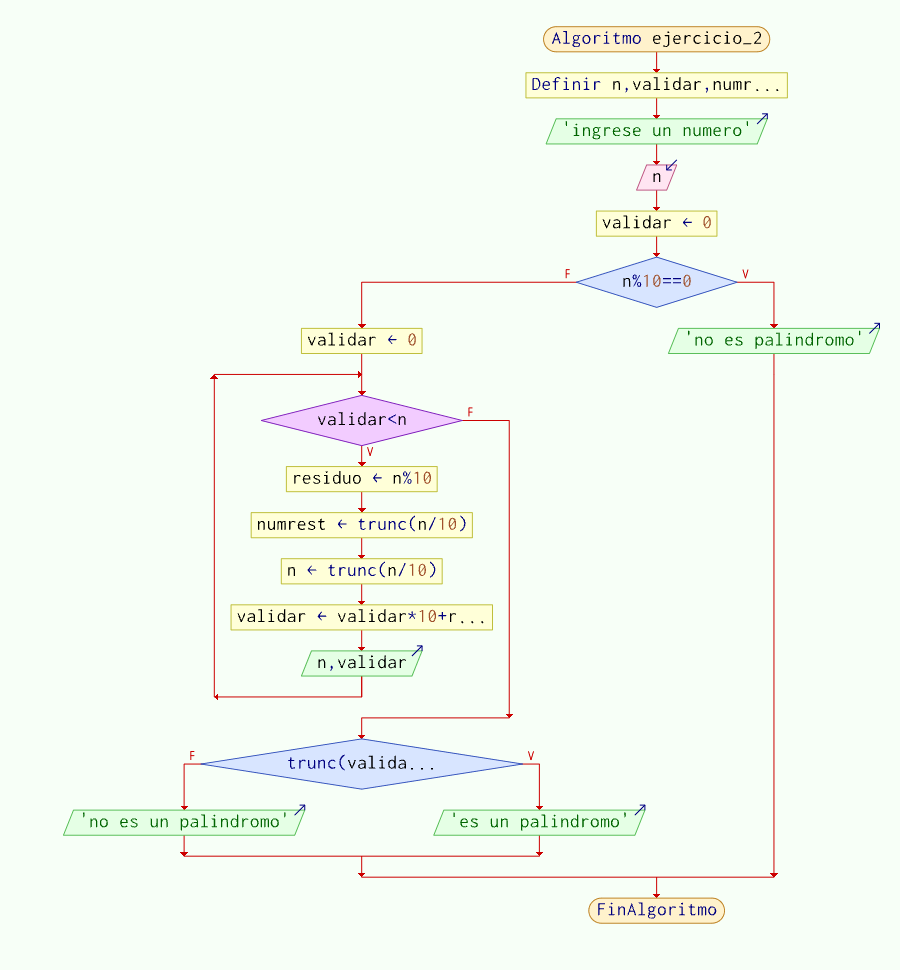 Algoritmo ejercicio_2
Definir n,validar,numr...
'ingrese un numero'
n
validar ← 0
n%10==0
F
V
validar ← 0
'no es palindromo'
validar<n
F
V
residuo ← n%10
numrest ← trunc(n/10)
n ← trunc(n/10)
validar ← validar*10+r...
n,validar
trunc(valida...
F
V
'no es un palindromo'
'es un palindromo'
FinAlgoritmo